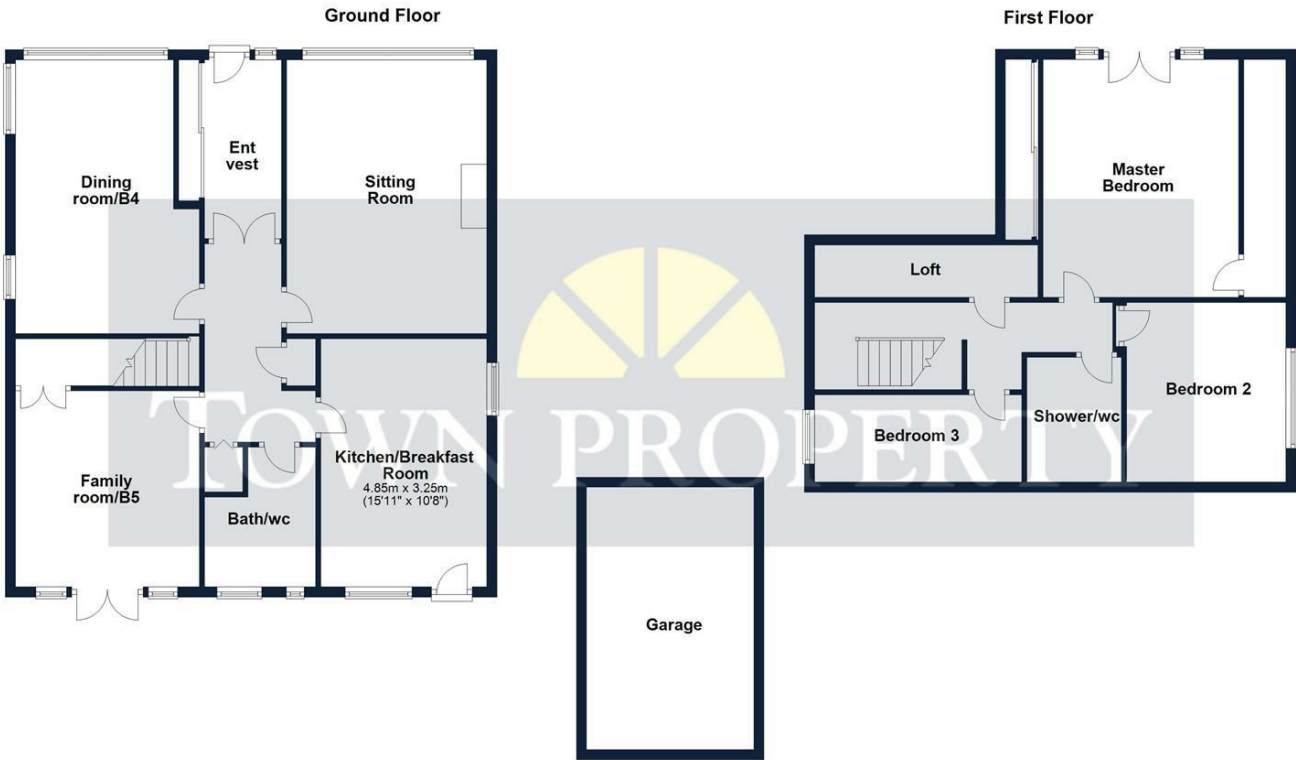 Ground Floor
First Floor
Dining
room/B4
Ent
vest
Sitting
Room
Master
Bedroom
Loft
Bedroom 2
Bedroom 3
Shower/wc
Family
room/B5
Bath/wc
Kitchen/Breakfast
Room
4.85m x 3.25m
(15'11" x 10'8")
TOWN PROPERTY
Garage